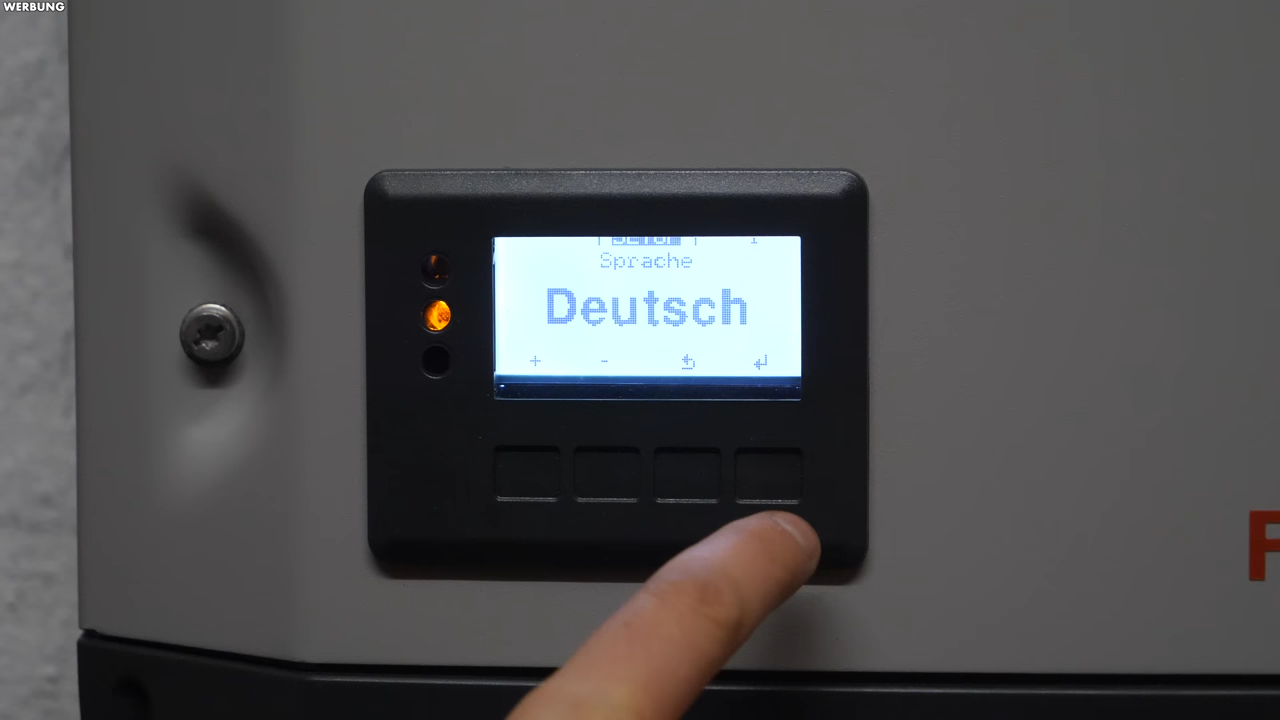 WERBUNG
Sprache
Deutsch
+ -
F